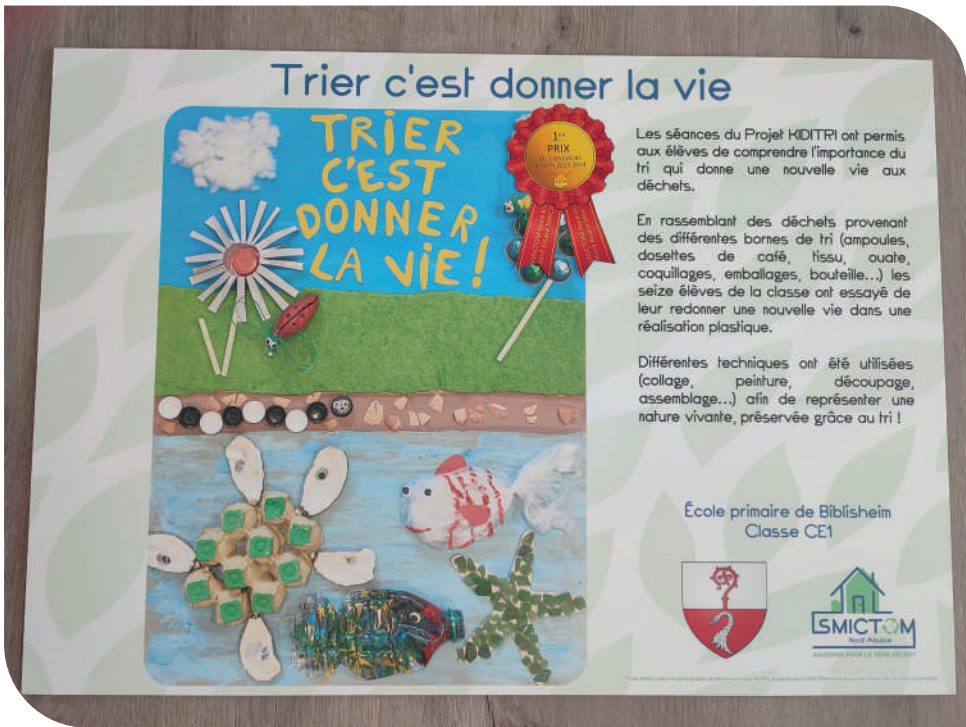 Trier c'est donner la vie
TRIER
C'EST
DONNER
LA VIE !
1er
PRIX
Les séances du Projet KIDITRI ont permis
aux élèves de comprendre l'importance du
tri qui donne une nouvelle vie aux
déchets.
En rassemblant des déchets provenant
des différentes bornes de tri (ampoules,
dosettes de café, tissu, ouate,
coquillages, emballages, bouteille...) les
seize élèves de la classe ont essayé de
leur redonner une nouvelle vie dans une
réalisation plastique.
Différentes techniques ont été utilisées
(collage, peinture, découpage,
assemblage...) afin de représenter une
nature vivante, préservée grâce au tri !
École primaire de Biblisheim
Classe CE1
SMICTOM
Nord Alsace
AGISSONS POUR LE ZÉRO DÉCHET